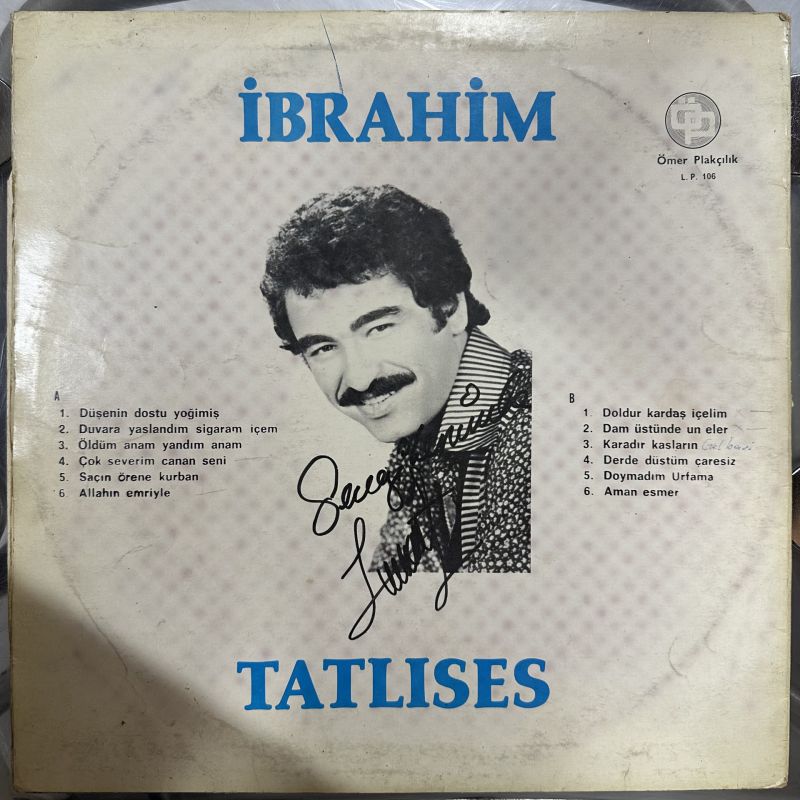 İBRAHİM
Ömer Plakçılık
L. P. 106
A
1. Düşenin dostu yoğimiş
2. Duvara yaslandım sigaram içem
3. Öldüm anam yandım anam
4. Çok severim canan seni
5. Saçın örene kurban
6. Allahın emriyle
B
1. Doldur kardaş içelim
2. Dam üstünde un eler
3. Karadır kasların
4. Derde düstüm çaresiz
5. Doymadım Urfama
6. Aman esmer
TATLISES